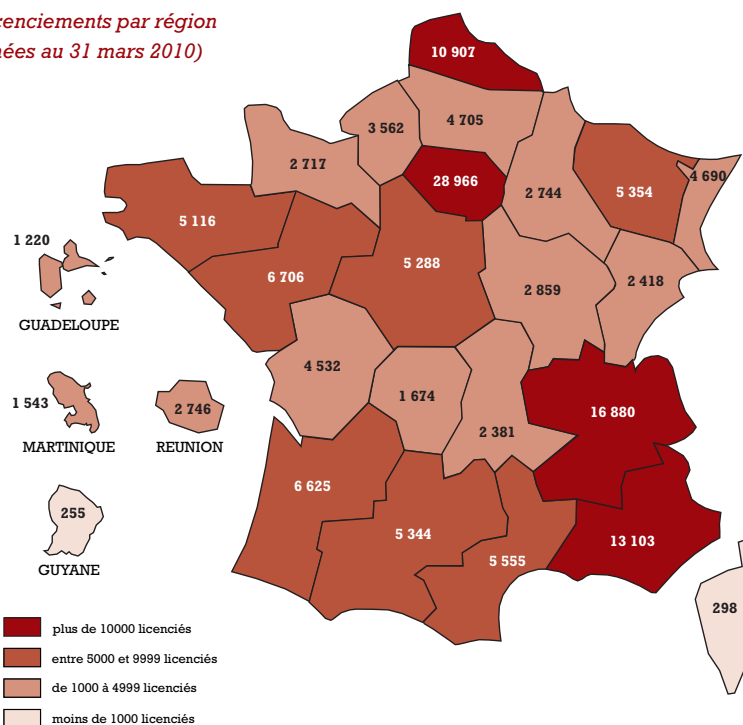 enciements par région
ées au 31 mars 2010)
10 907
3 562
4 705
2 717
28 966
2 744
5 354
4 690
5 116
1 220
6 706
5 288
2 859
2 418
GUADELOUPE
4 532
1 674
16 880
1 543
2 746
2 381
MARTINIQUE
REUNION
6 625
255
5 344
13 103
5 555
GUYANE
298
plus de 10000 licenciés
entre 5000 et 9999 licenciés
de 1000 à 4999 licenciés
moins de 1000 licenciés